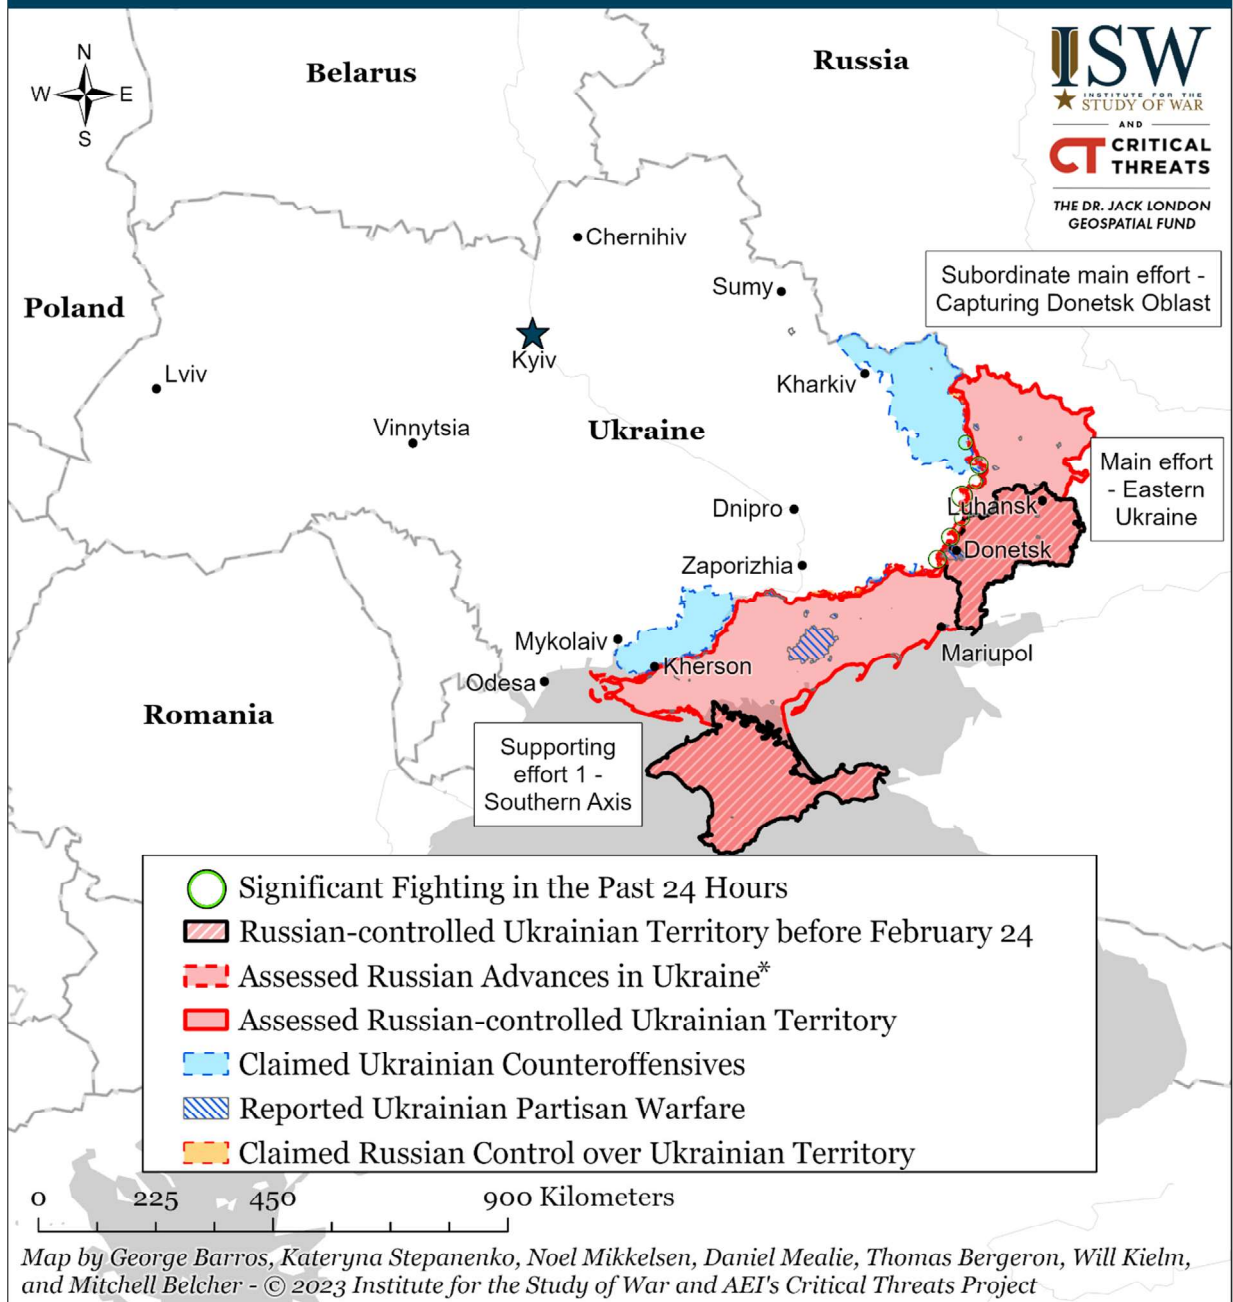 N
W E
S
Belarus
Russia
ISW
INSTITUTE FOR THE
STUDY OF WAR
AND
CT CRITICAL
THREATS
THE DR. JACK LONDON
GEOSPATIAL FUND
Chernihiv
Subordinate main effort -
Capturing Donetsk Oblast
Sumy
Poland
Kyiv
Lviv
Kharkiv
Vinnytsia
Ukraine
Main effort
- Eastern
Ukraine
Dnipro
Luhansk
Donetsk
Zaporizhia
Mykolaiv
Mariupol
Kherson
Odesa
Romania
Supporting
effort 1 -
Southern Axis
Significant Fighting in the Past 24 Hours
Russian-controlled Ukrainian Territory before February 24
Assessed Russian Advances in Ukraine*
Assessed Russian-controlled Ukrainian Territory
Claimed Ukrainian Counteroffensives
Reported Ukrainian Partisan Warfare
Claimed Russian Control over Ukrainian Territory
0 225 450 900 Kilometers
Map by George Barros, Kateryna Stepanenko, Noel Mikkelsen, Daniel Mealie, Thomas Bergeron, Will Kielm,
and Mitchell Belcher - © 2023 Institute for the Study of War and AEI's Critical Threats Project